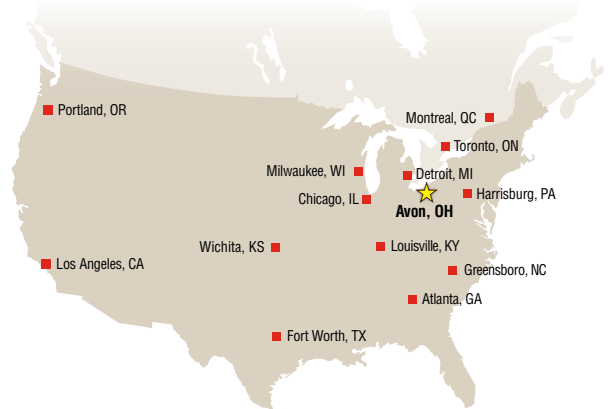 Portland, OR
Montreal, QC
Toronto, ON
Milwaukee, WI
Detroit, MI
Chicago, IL
Harrisburg, PA
Avon, OH
Wichita, KS
Louisville, KY
Los Angeles, CA
Greensboro, NC
Atlanta, GA
Fort Worth, TX